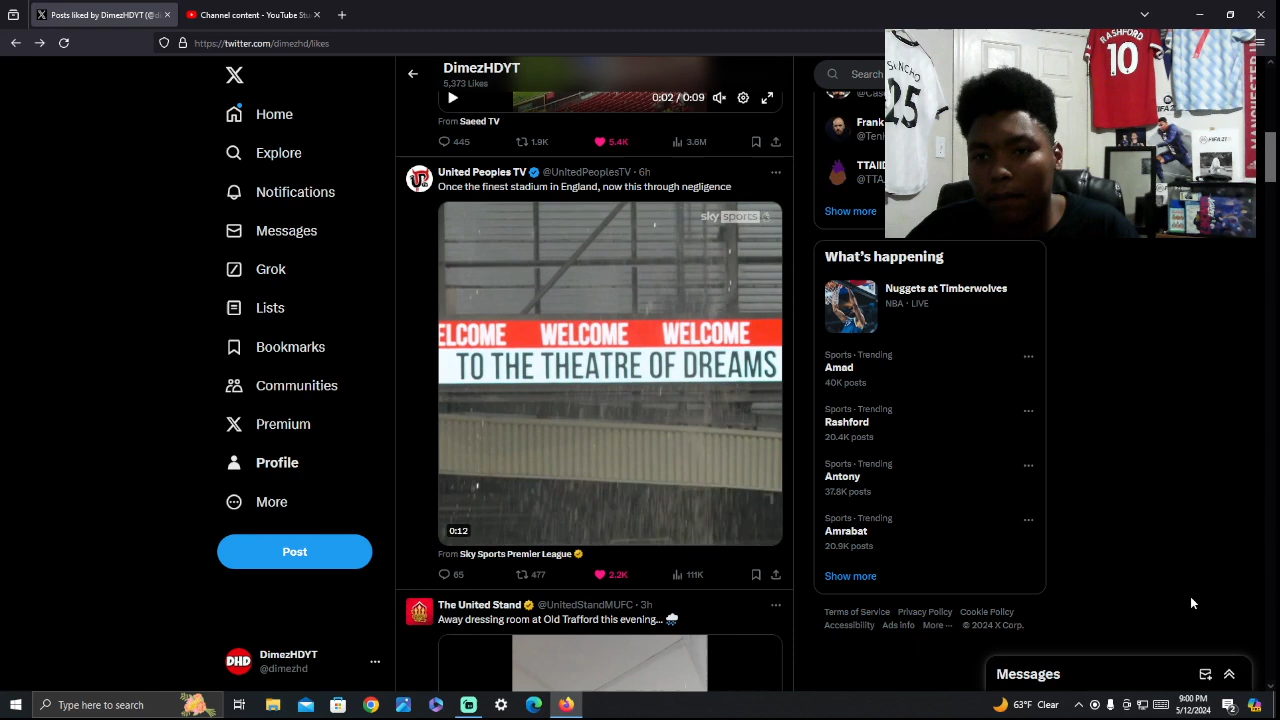 Posts liked by DimezHDYT (@di
Channel content - YouTube Stu
https://twitter.com/dimezhd/likes
Home
Explore
Notifications
Messages
Grok
Lists
Bookmarks
Communities
Premium
Profile
More
Post
DimezHDYT
@dimezhd
DimezHDYT
5,373 Likes
0:02 / 0:09
From Saeed TV
445
1.9K
5.4K
3.6M
United Peoples TV @UnitedPeoplesTV · 6h
Once the finest stadium in England, now this through negligence
sky sports
ELCOME WELCOME WELCOME
TO THE THEATRE OF DREAMS
0:12
From Sky Sports Premier League
65
477
2.2K
111K
The United Stand @UnitedStandMUFC · 3h
Away dressing room at Old Trafford this evening...
Search
Frank
@TenH
@TTA
Show more
SANCHO
25
RASHFORD
10
7
MANCHESTER
What's happening
Nuggets at Timberwolves
NBA · LIVE
Sports · Trending
Amad
40K posts
Sports · Trending
Rashford
20.4K posts
Sports · Trending
Antony
37.8K posts
Sports · Trending
Amrabat
20.9K posts
Show more
Terms of Service Privacy Policy Cookie Policy
Accessibility Ads info More ··· © 2024 X Corp.
Messages
DHD
Type here to search
63°F Clear
9:00 PM
5/12/2024
2